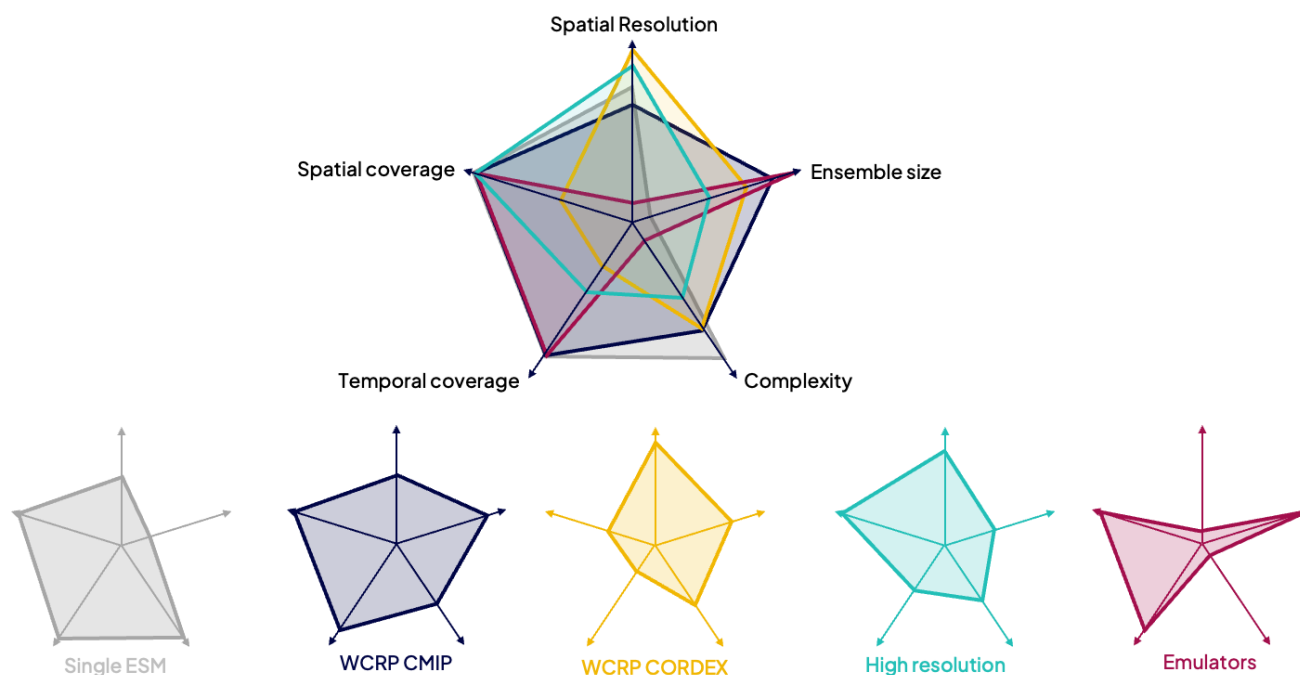 Spatial Resolution
Spatial coverage
Ensemble size
Temporal coverage
Complexity
Single ESM
WCRP CMIP
WCRP CORDEX
High resolution
Emulators